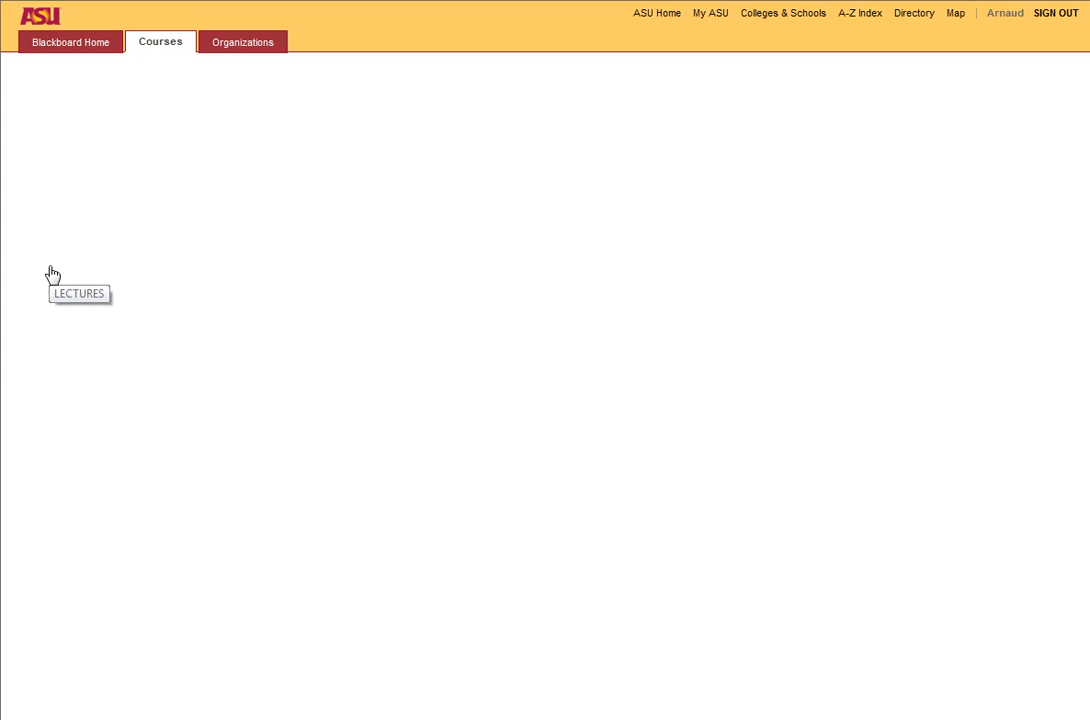 ASU
ASU Home My ASU Colleges & Schools A-Z Index Directory Map | Arnaud SIGN OUT
Blackboard Home Courses Organizations
LECTURES